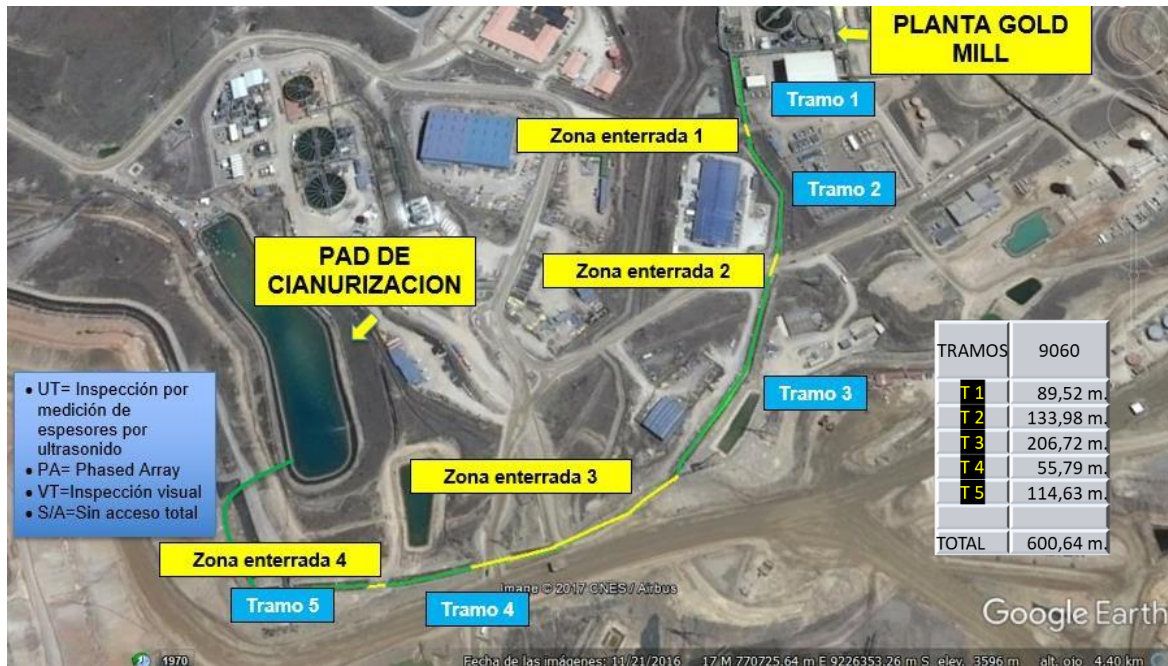 PLANTA GOLD
MILL
Tramo 1
Zona enterrada 1
Tramo 2
Zona enterrada 2
PAD DE
CIANURIZACION
Tramo 3
• UT= Inspección por
medición de
espesores por
ultrasonido
• PA= Phased Array
• VT=Inspección visual
• S/A=Sin acceso total
TRAMOS 9060
T 1 89,52 m.
T 2 133,98 m.
T 3 206,72 m.
T 4 55,79 m.
T 5 114,63 m.
TOTAL 600,64 m.
Zona enterrada 3
Zona enterrada 4
Tramo 5
Tramo 4
Image © 2017 CNES / Airbus
Google Earth
1970
Fecha de las imágenes: 11/21/2016 17 M 770725.64 m E 9226353.26 m S elev. 3596 m alt. ojo 4.40 km